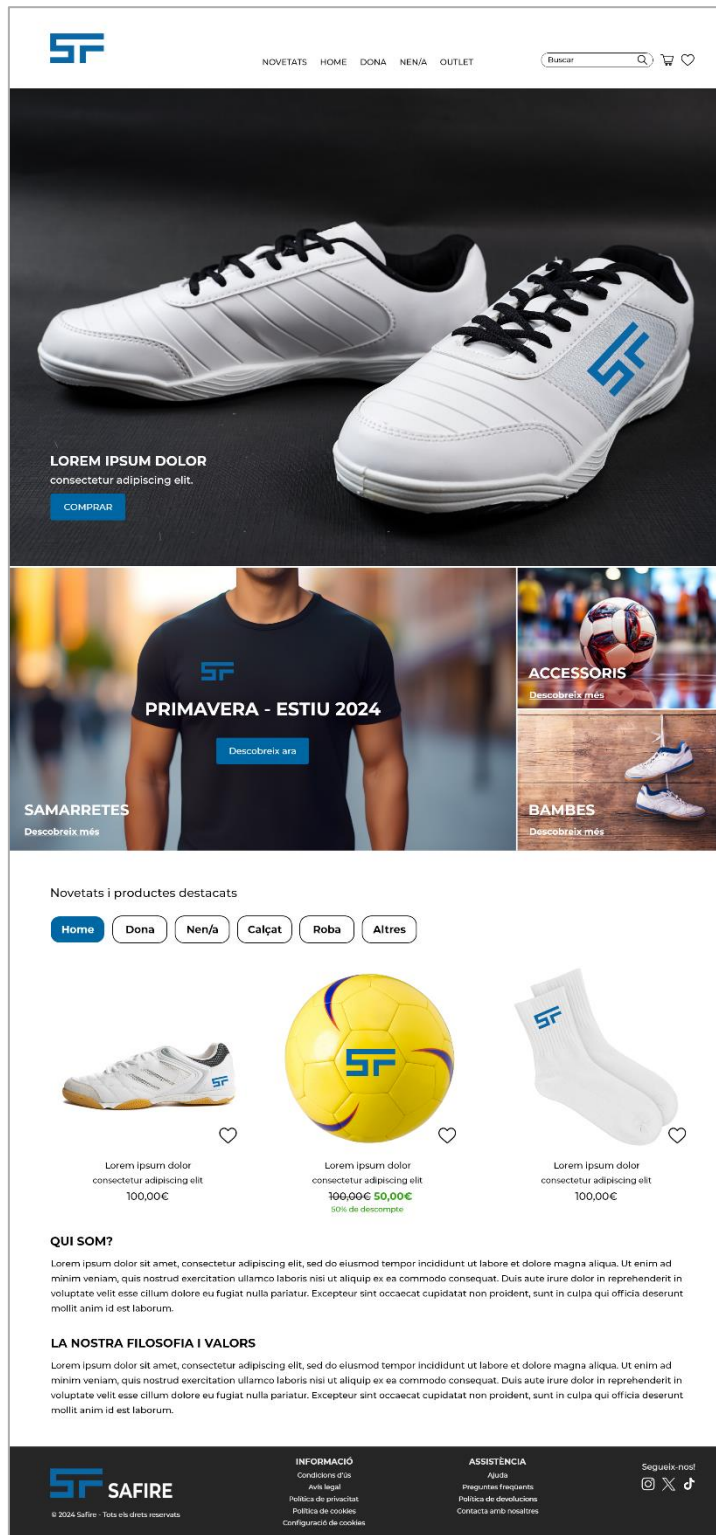 SF
NOVETATS HOME DONA NEN/A OUTLET
Buscar
SF
LOREM IPSUM DOLOR
consectetur adipiscing elit.
COMPRAR
SF
PRIMAVERA - ESTIU 2024
Descobreix ara
SAMARRETES
Descobreix més
ACCESSORIS
Descobreix més
BAMBES
Descobreix més
Novetats i productes destacats
Home Dona Nen/a Calçat Roba Altres
SF
SF
SF
Lorem ipsum dolor
consectetur adipiscing elit
100,00€
Lorem ipsum dolor
consectetur adipiscing elit
100,00€ 50,00€
50% de descompte
Lorem ipsum dolor
consectetur adipiscing elit
100,00€
QUI SOM?
Lorem ipsum dolor sit amet, consectetur adipiscing elit, sed do eiusmod tempor incididunt ut labore et dolore magna aliqua. Ut enim ad
minim veniam, quis nostrud exercitation ullamco laboris nisi ut aliquip ex ea commodo consequat. Duis aute irure dolor in reprehenderit in
voluptate velit esse cillum dolore eu fugiat nulla pariatur. Excepteur sint occaecat cupidatat non proident, sunt in culpa qui officia deserunt
mollit anim id est laborum.
LA NOSTRA FILOSOFIA I VALORS
Lorem ipsum dolor sit amet, consectetur adipiscing elit, sed do eiusmod tempor incididunt ut labore et dolore magna aliqua. Ut enim ad
minim veniam, quis nostrud exercitation ullamco laboris nisi ut aliquip ex ea commodo consequat. Duis aute irure dolor in reprehenderit in
voluptate velit esse cillum dolore eu fugiat nulla pariatur. Excepteur sint occaecat cupidatat non proident, sunt in culpa qui officia deserunt
mollit anim id est laborum.
SF SAFIRE
© 2024 Safire - Tots els drets reservats
INFORMACIÓ
Condicions d'ús
Avís legal
Política de privacitat
Política de cookies
Configuració de cookies
ASSISTÈNCIA
Ajuda
Preguntes freqüents
Política de devolucions
Contacta amb nosaltres
Segueix-nos!